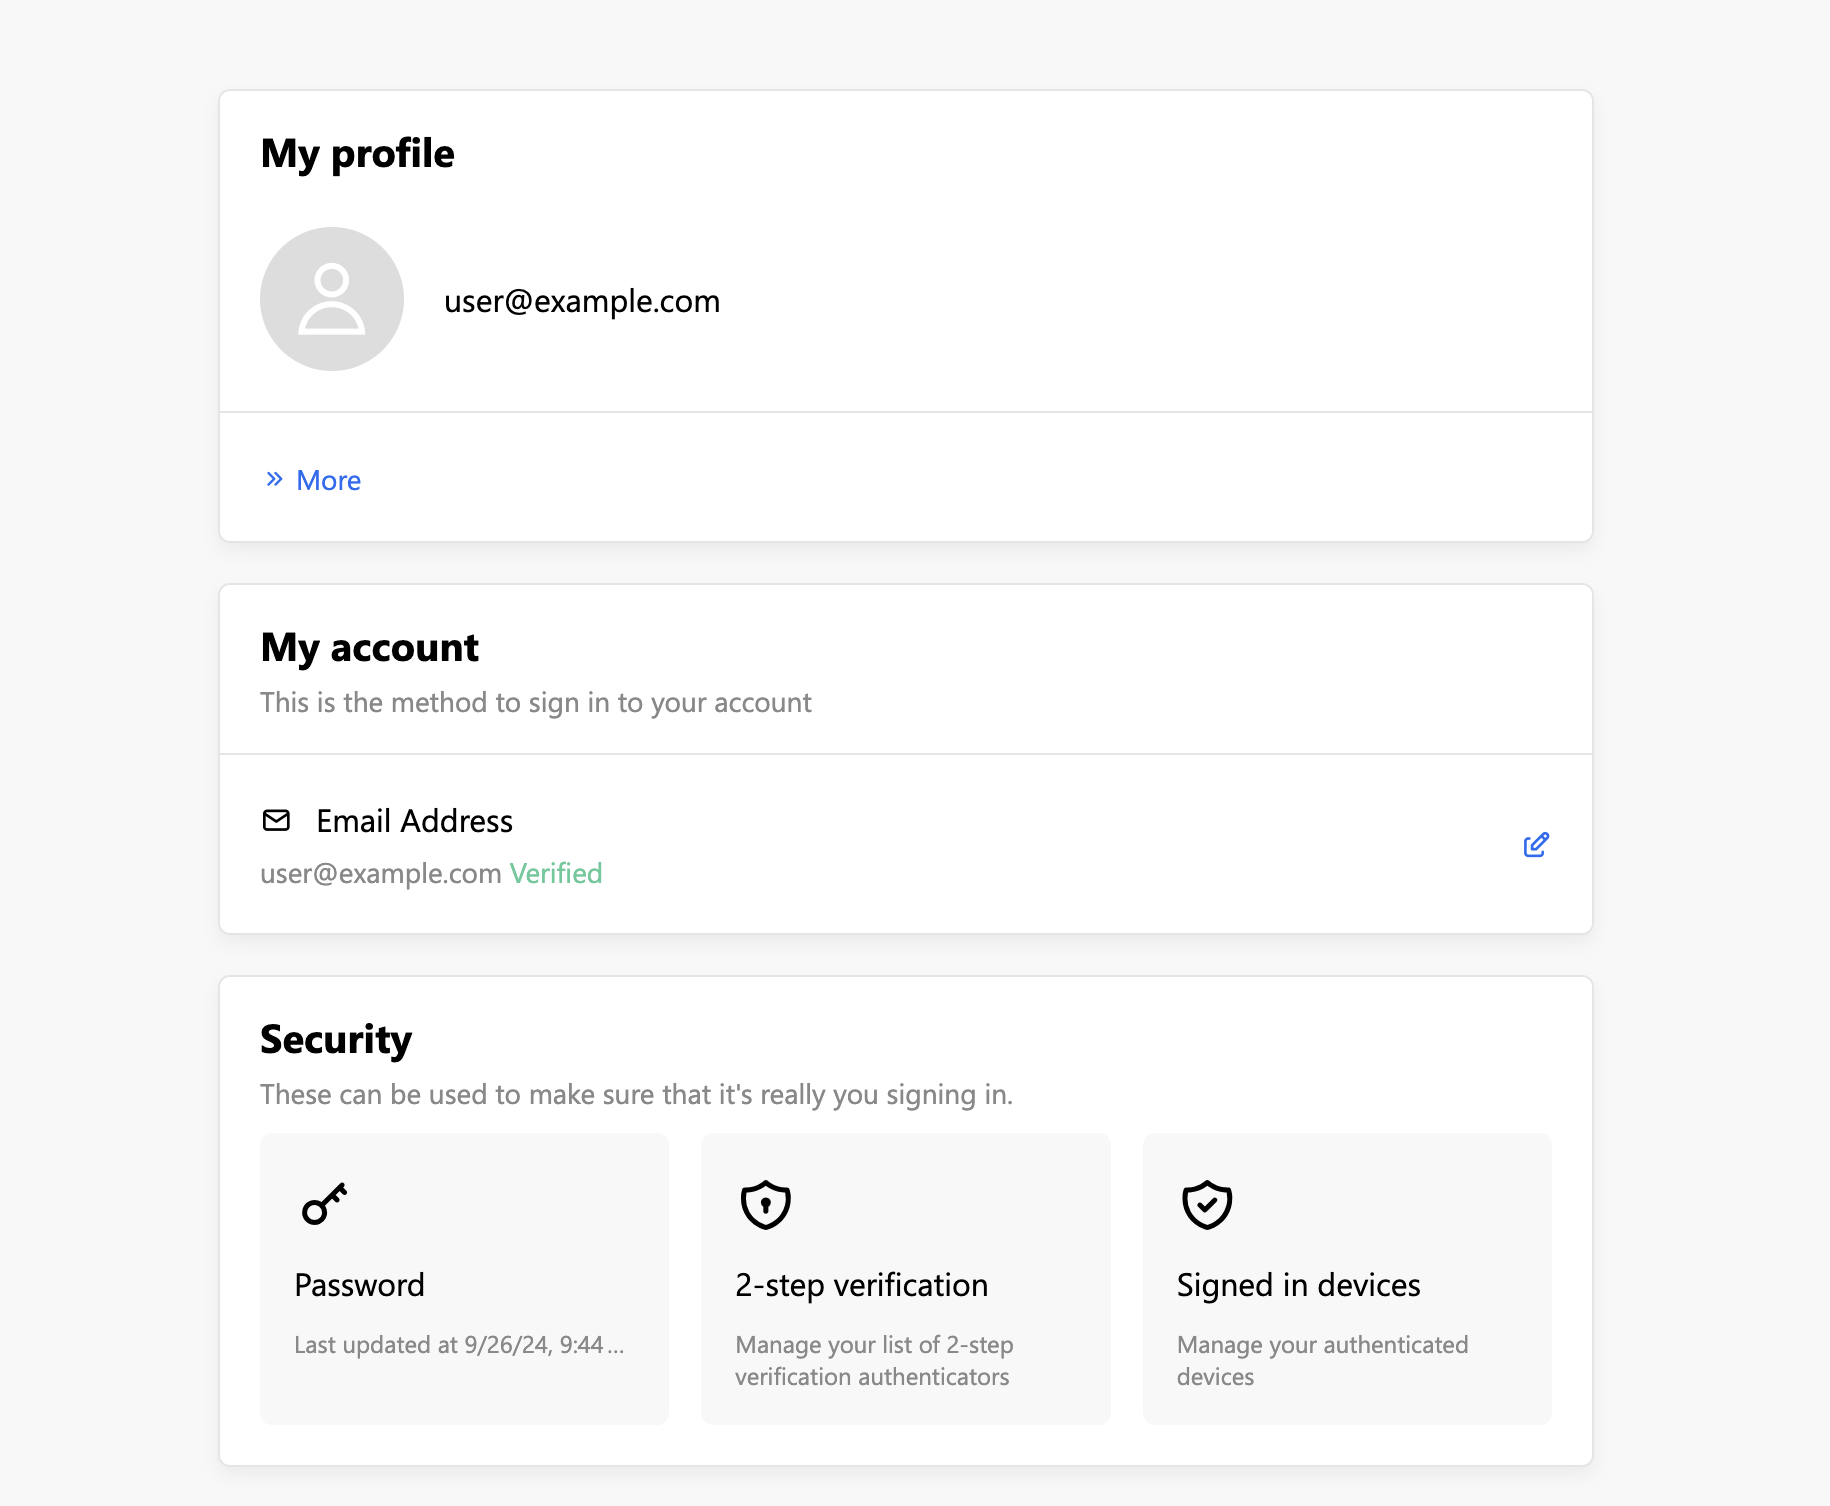 My profile
user@example.com
More
My account
This is the method to sign in to your account
Email Address
user@example.com Verified
Security
These can be used to make sure that it's really you signing in.
Password
Last updated at 9/26/24, 9:44 ...
2-step verification
Manage your list of 2-step
verification authenticators
Signed in devices
Manage your authenticated
devices